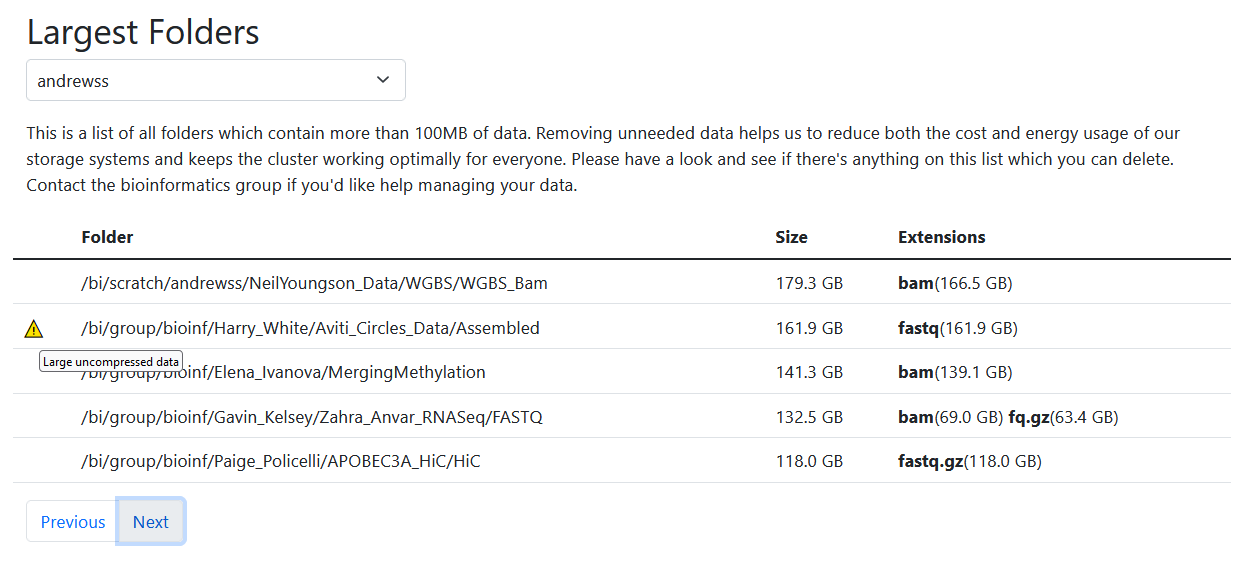 Largest Folders
andrewss
This is a list of all folders which contain more than 100MB of data. Removing unneeded data helps us to reduce both the cost and energy usage of our
storage systems and keeps the cluster working optimally for everyone. Please have a look and see if there's anything on this list which you can delete.
Contact the bioinformatics group if you'd like help managing your data.
Folder Size Extensions
/bi/scratch/andrewss/NeilYoungson_Data/WGBS/WGBS_Bam 179.3 GB bam(166.5 GB)
/bi/group/bioinf/Harry_White/Aviti_Circles_Data/Assembled 161.9 GB fastq(161.9 GB)
Large uncompressed data
/bi/group/bioinf/Elena_Ivanova/MergingMethylation 141.3 GB bam(139.1 GB)
/bi/group/bioinf/Gavin_Kelsey/Zahra_Anvar_RNASeq/FASTQ 132.5 GB bam(69.0 GB) fq.gz(63.4 GB)
/bi/group/bioinf/Paige_Policelli/APOBEC3A_HiC/HiC 118.0 GB fastq.gz(118.0 GB)
Previous Next